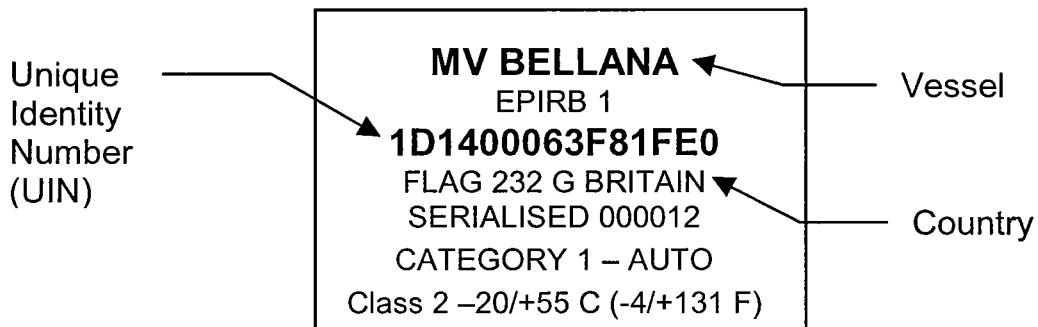 Unique
Identity
Number
(UIN)
MV BELLANA
EPIRB 1
1D1400063F81FE0
FLAG 232 G BRITAIN
SERIALISED 000012
CATEGORY 1 – AUTO
Class 2 –20/+55 C (-4/+131 F)
Vessel
Country